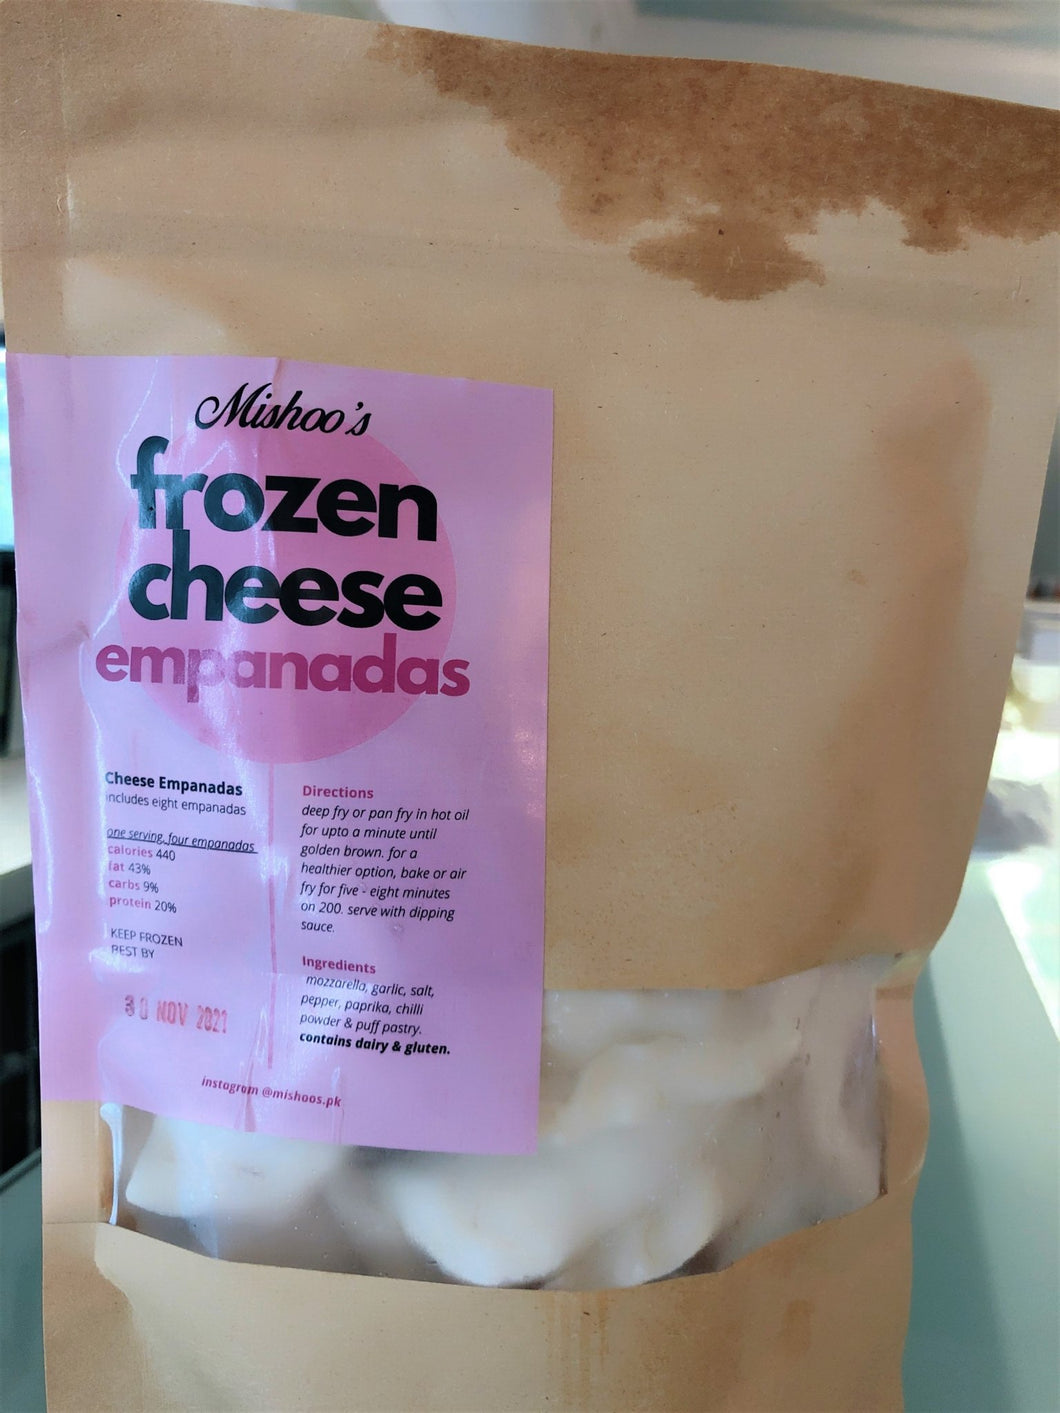 Mishoo's
frozen
cheese
empanadas
Cheese Empanadas
includes eight empanadas
one serving, four empanadas
calories 440
fat 43%
carbs 9%
protein 20%
KEEP FROZEN
BEST BY
30 NOV 2021
Directions
deep fry or pan fry in hot oil
for upto a minute until
golden brown. for a
healthier option, bake or air
fry for five - eight minutes
on 200. serve with dipping
sauce.
Ingredients
mozzarella, garlic, salt,
pepper, paprika, chilli
powder & puff pastry.
contains dairy & gluten.
instagram @mishoos.pk